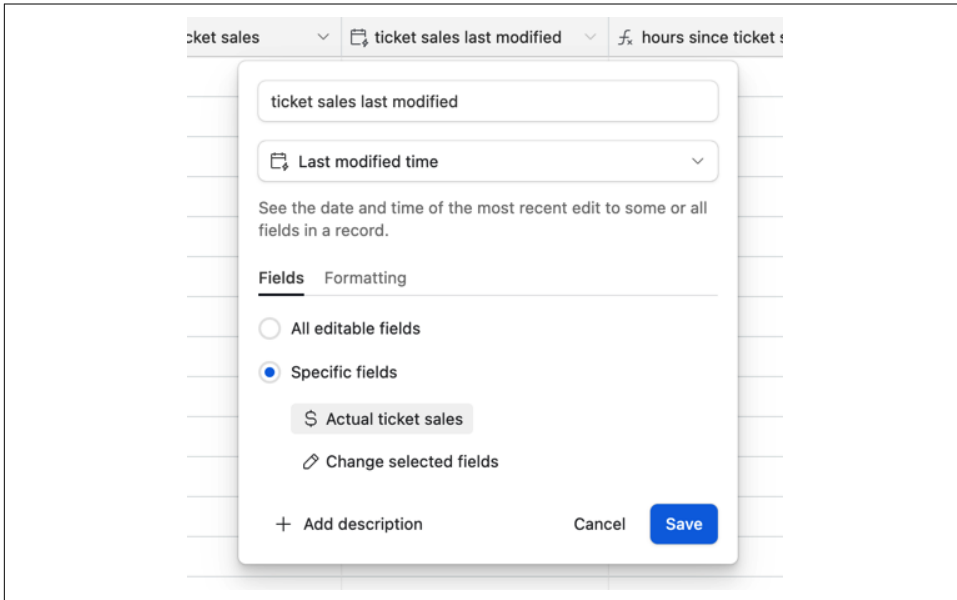 cket sales ticket sales last modified hours since ticket s
ticket sales last modified
Last modified time
See the date and time of the most recent edit to some or all
fields in a record.
Fields Formatting
All editable fields
Specific fields
$ Actual ticket sales
Change selected fields
+ Add description Cancel Save